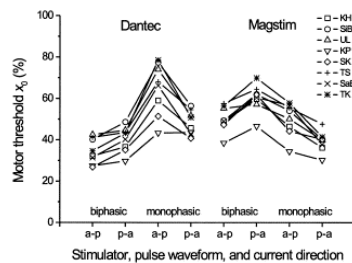 Dantec
Magstim
KH
SiB
UL
KP
SK
TS
SaB
TK
Motor threshold x₀ (%)
100
80
60
40
20
0
biphasic monophasic biphasic monophasic
a-p p-a a-p p-a a-p p-a a-p p-a
Stimulator, pulse waveform, and current direction